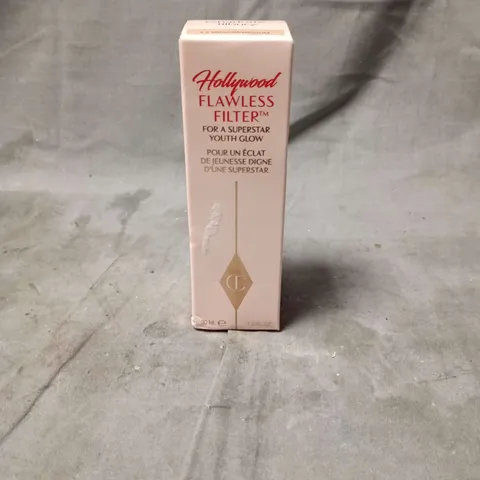 Hollywood
FLAWLESS
FILTER™
FOR A SUPERSTAR
YOUTH GLOW
POUR UN ÉCLAT
DE JEUNESSE DIGNE
D'UNE SUPERSTAR